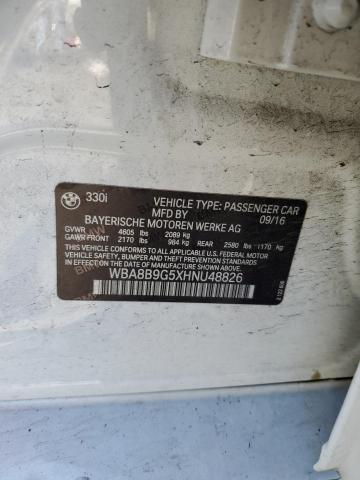 330i VEHICLE TYPE: PASSENGER CAR
MFD BY 09/16
BAYERISCHE MOTOREN WERKE AG
GVWR 4605 lbs 2089 kg
GAWR FRONT 2170 lbs 984 kg REAR 2580 lbs 1170 kg
THIS VEHICLE CONFORMS TO ALL APPLICABLE
U.S. FEDERAL MOTOR VEHICLE SAFETY, BUMPER,
AND THEFT PREVENTION STANDARDS IN EFFECT
ON THE DATE OF MANUFACTURE SHOWN ABOVE.
WBA8B9G5XHNU48826